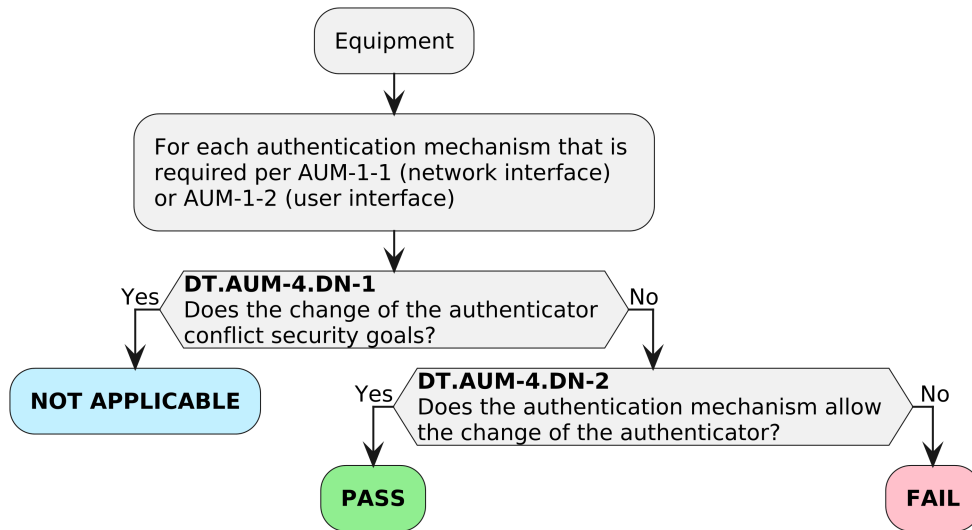 Equipment
For each authentication mechanism that is
required per AUM-1-1 (network interface)
or AUM-1-2 (user interface)
DT.AUM-4.DN-1
Does the change of the authenticator
conflict security goals?
Yes
No
NOT APPLICABLE
DT.AUM-4.DN-2
Does the authentication mechanism allow
the change of the authenticator?
Yes
No
PASS
FAIL